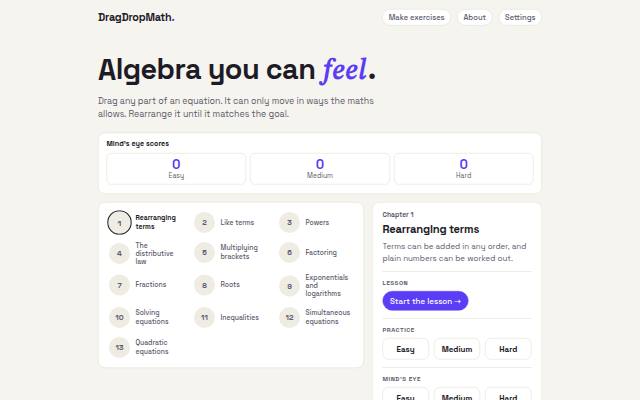 DragDropMath.
Make exercises
About
Settings
Algebra you can feel.
Drag any part of an equation. It can only move in ways the maths
allows. Rearrange it until it matches the goal.
Mind's eye scores
0
Easy
0
Medium
0
Hard
1 Rearranging
terms
2 Like terms
3 Powers
4 The
distributive
law
5 Multiplying
brackets
6 Factoring
7 Fractions
8 Roots
9 Exponentials
and
logarithms
10 Solving
equations
11 Inequalities
12 Simultaneous
equations
13 Quadratic
equations
Chapter 1
Rearranging terms
Terms can be added in any order, and
plain numbers can be worked out.
LESSON
Start the lesson →
PRACTICE
Easy
Medium
Hard
MIND'S EYE
Easy
Medium
Hard